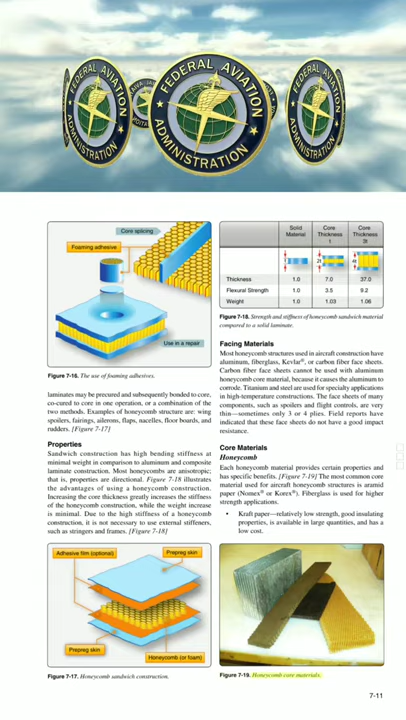 FEDERAL AVIATION
ADMINISTRATION
FEDERAL AVIATION
ADMINISTRATION
FEDERAL AVIATION
ADMINISTRATION
Core splicing
Foaming adhesive
Use in a repair
Figure 7-16. The use of foaming adhesives.
laminates may be precured and subsequently bonded to core,
co-cured to core in one operation, or a combination of the
two methods. Examples of honeycomb structure are: wing
spoilers, fairings, ailerons, flaps, nacelles, floor boards, and
rudders. [Figure 7-17]
Properties
Sandwich construction has high bending stiffness at
minimal weight in comparison to aluminum and composite
laminate construction. Most honeycombs are anisotropic;
that is, properties are directional. Figure 7-18 illustrates
the advantages of using a honeycomb construction.
Increasing the core thickness greatly increases the stiffness
of the honeycomb construction, while the weight increase
is minimal. Due to the high stiffness of a honeycomb
construction, it is not necessary to use external stiffeners,
such as stringers and frames. [Figure 7-18]
Adhesive film (optional)
Prepreg skin
Prepreg skin
Honeycomb (or foam)
Figure 7-17. Honeycomb sandwich construction.
Solid Material
Core Thickness t
Core Thickness 3t
t
2t
4t
Thickness 1.0 7.0 37.0
Flexural Strength 1.0 3.5 9.2
Weight 1.0 1.03 1.06
Figure 7-18. Strength and stiffness of honeycomb sandwich material
compared to a solid laminate.
Facing Materials
Most honeycomb structures used in aircraft construction have
aluminum, fiberglass, Kevlar®, or carbon fiber face sheets.
Carbon fiber face sheets cannot be used with aluminum
honeycomb core material, because it causes the aluminum to
corrode. Titanium and steel are used for specialty applications
in high-temperature constructions. The face sheets of many
components, such as spoilers and flight controls, are very
thin—sometimes only 3 or 4 plies. Field reports have
indicated that these face sheets do not have a good impact
resistance.
Core Materials
Honeycomb
Each honeycomb material provides certain properties and
has specific benefits. [Figure 7-19] The most common core
material used for aircraft honeycomb structures is aramid
paper (Nomex® or Korex®). Fiberglass is used for higher
strength applications.
• Kraft paper—relatively low strength, good insulating
properties, is available in large quantities, and has a
low cost.
Figure 7-19. Honeycomb core materials.
7-11